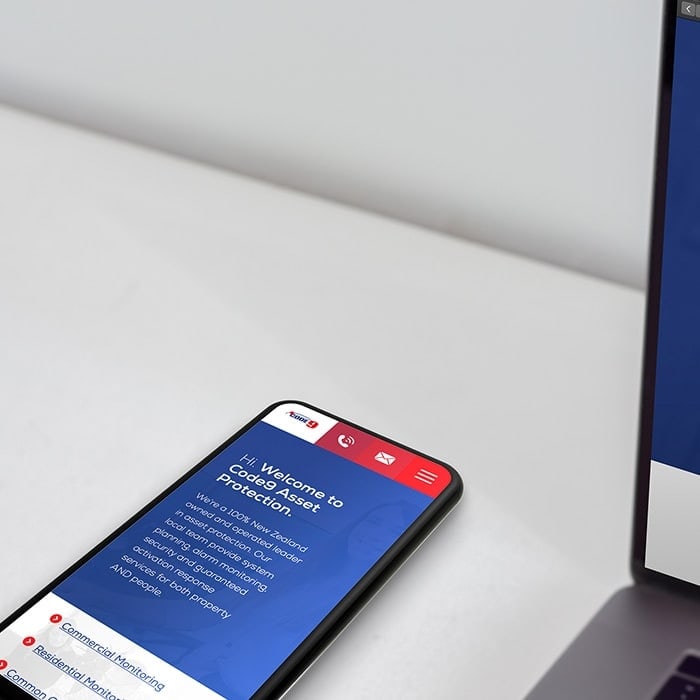 CODE 9
Hi. Welcome to
Code9 Asset
Protection.
We're a 100% New Zealand
owned and operated leader
in asset protection. Our
local team provide system
planning, alarm monitoring,
security and guaranteed
activation response
services for both property
AND people.
Commercial Monitoring
Residential
Common